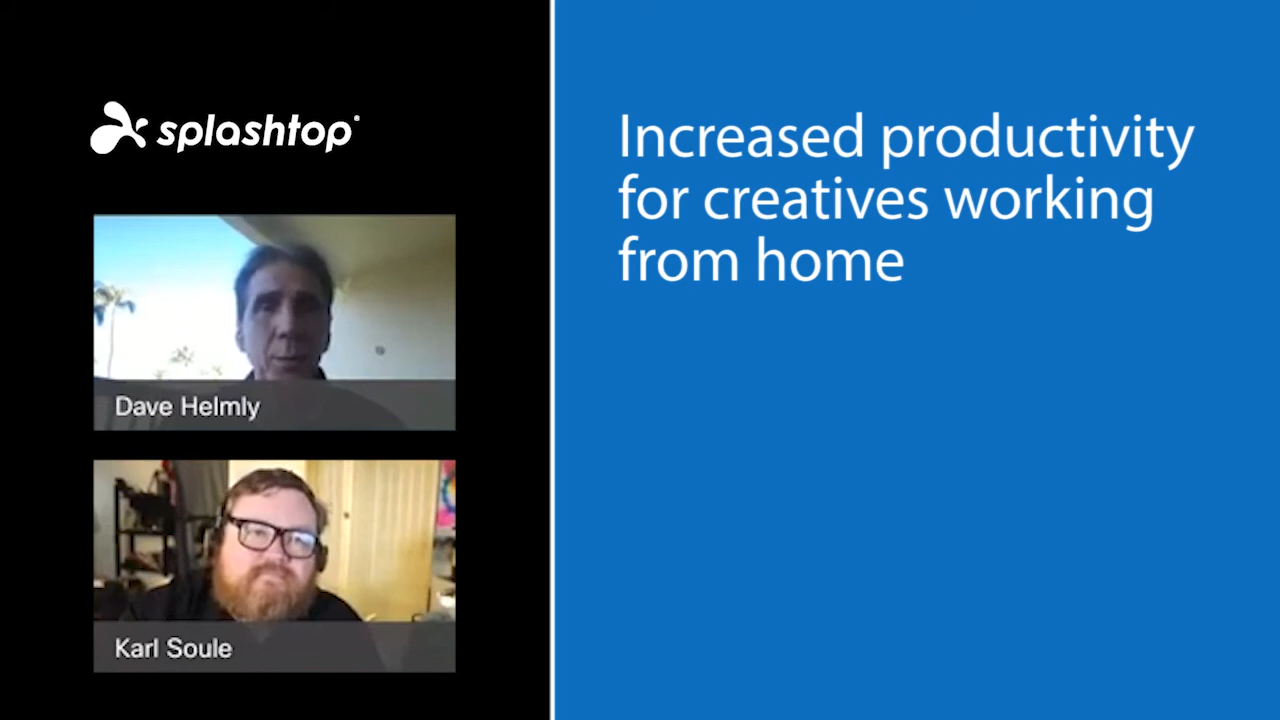 splashtop
Increased productivity
for creatives working
from home
Dave Helmly
Karl Soule